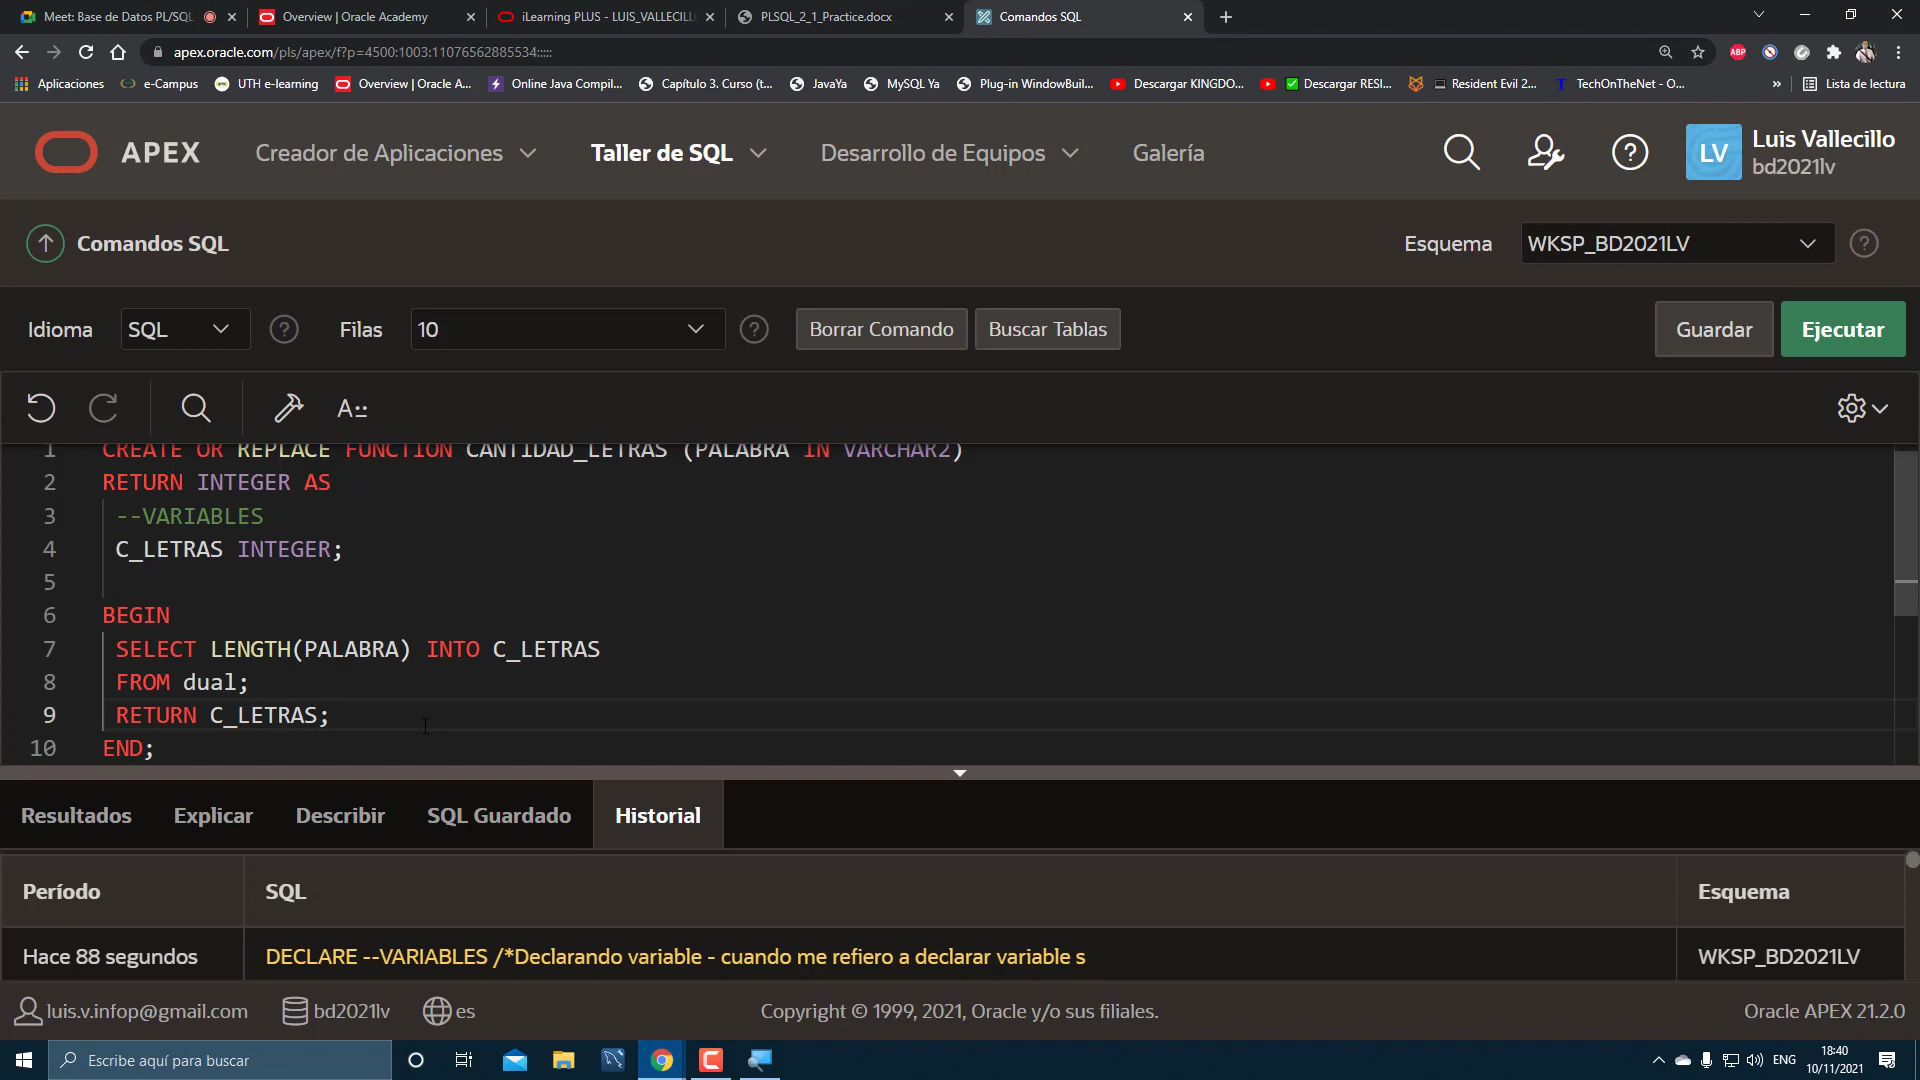 Meet: Base de Datos PL/SQL
Overview | Oracle Academy
iLearning PLUS - LUIS_VALLECILL
PLSQL_2_1_Practice.docx
Comandos SQL
apex.oracle.com/pls/apex/f?p=4500:1003:11076562885534:::::
ABP
Aplicaciones
e-Campus
UTH e-learning
Overview | Oracle A...
Online Java Compil...
Capítulo 3. Curso (t...
JavaYa
MySQL Ya
Plug-in WindowBuil...
Descargar KINGDO...
Descargar RESI...
Resident Evil 2...
TechOnTheNet - O...
»
Lista de lectura
APEX
Creador de Aplicaciones
Taller de SQL
Desarrollo de Equipos
Galería
LV
Luis Vallecillo
bd2021lv
Comandos SQL
Esquema
WKSP_BD2021LV
Idioma
SQL
Filas
10
Borrar Comando
Buscar Tablas
Guardar
Ejecutar
A::
1 CREATE OR REPLACE FUNCTION CANTIDAD_LETRAS (PALABRA IN VARCHAR2)
2 RETURN INTEGER AS
3 --VARIABLES
4 C_LETRAS INTEGER;
5
6 BEGIN
7 SELECT LENGTH(PALABRA) INTO C_LETRAS
8 FROM dual;
9 RETURN C_LETRAS;
10 END;
Resultados
Explicar
Describir
SQL Guardado
Historial
Período
SQL
Esquema
Hace 88 segundos
DECLARE --VARIABLES /*Declarando variable - cuando me refiero a declarar variable s
WKSP_BD2021LV
luis.v.infop@gmail.com
bd2021lv
es
Copyright © 1999, 2021, Oracle y/o sus filiales.
Oracle APEX 21.2.0
Escribe aquí para buscar
ENG
18:40
10/11/2021